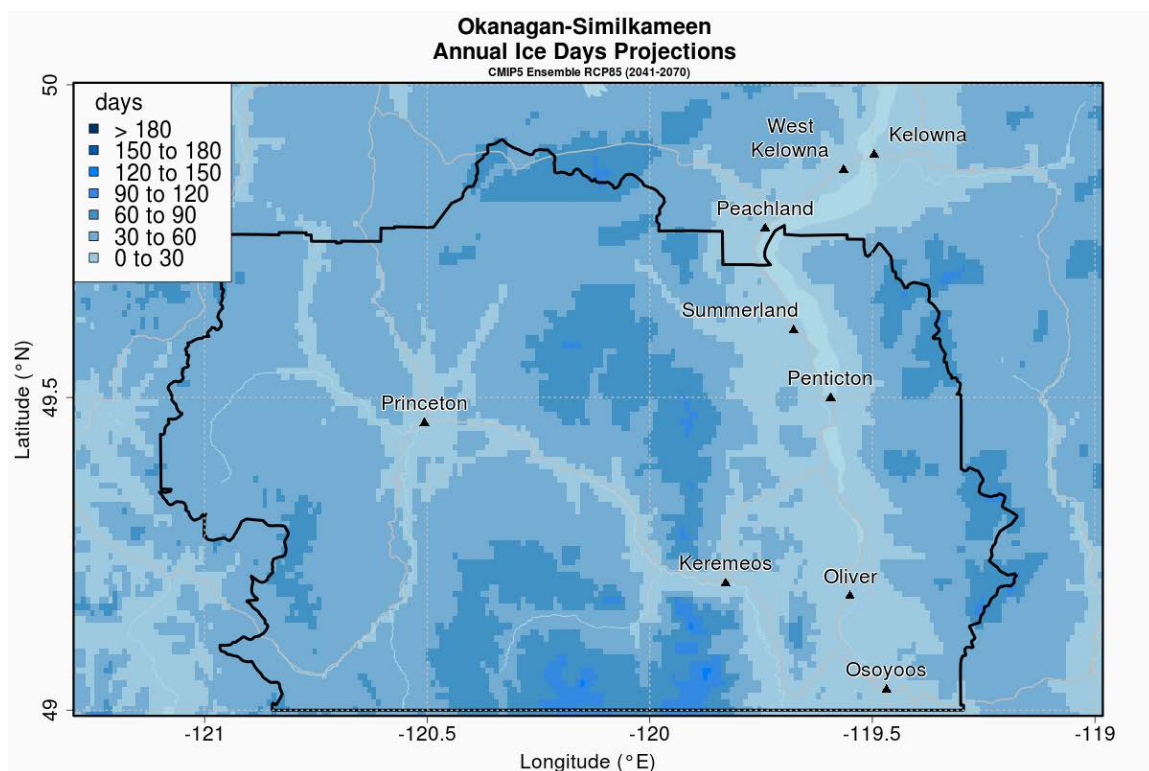 Okanagan-Similkameen
Annual Ice Days Projections
CMIP5 Ensemble RCP85 (2041-2070)
days
> 180
150 to 180
120 to 150
90 to 120
60 to 90
30 to 60
0 to 30
West
Kelowna
Kelowna
Peachland
Summerland
Penticton
Princeton
Keremeos
Oliver
Osoyoos
50
49.5
49
Latitude (°N)
-121
-120.5
-120
-119.5
-119
Longitude (°E)